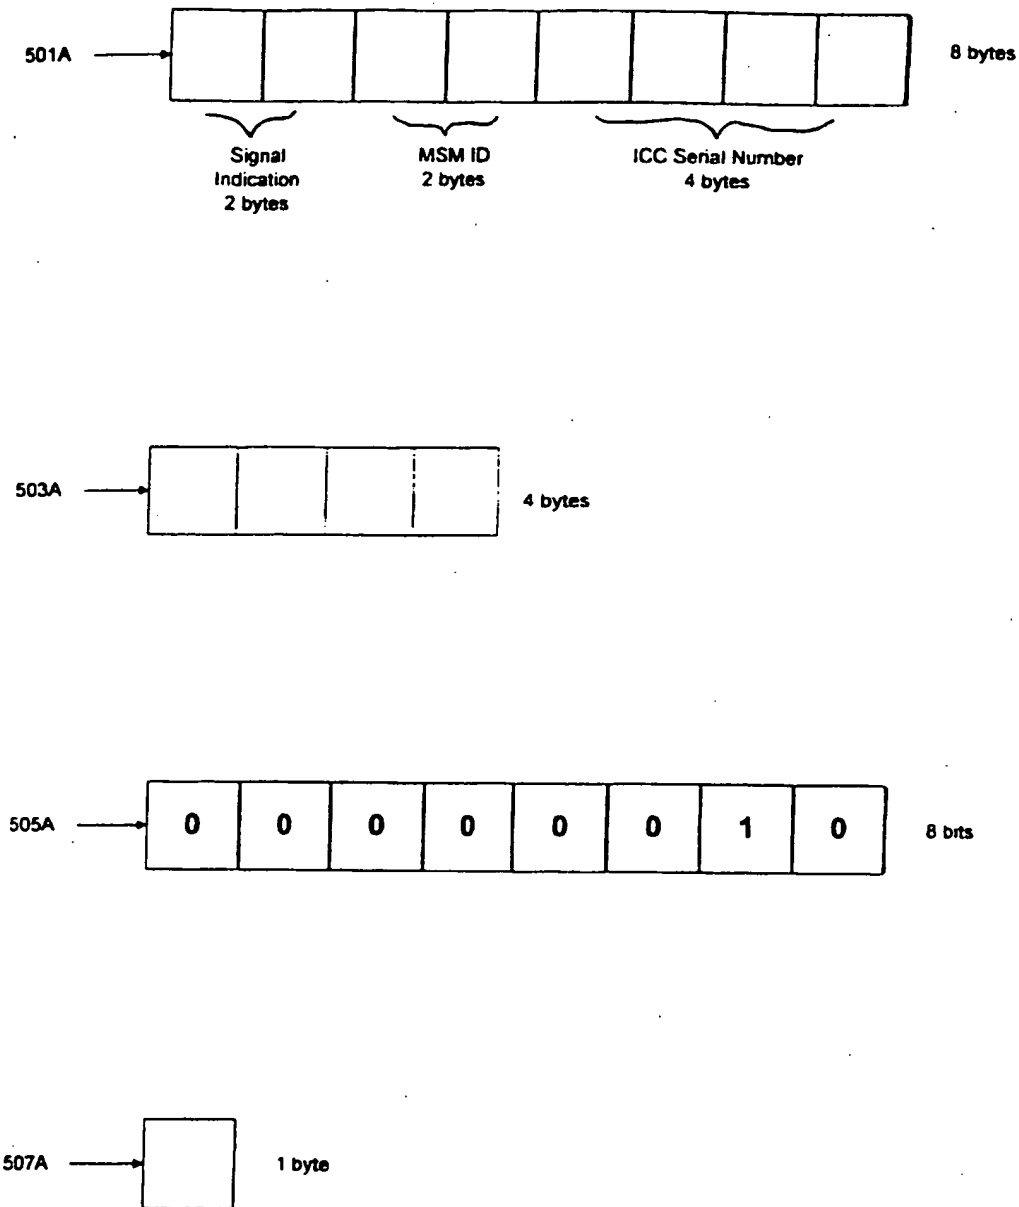 501A
8 bytes
Signal
Indication
2 bytes
MSM ID
2 bytes
ICC Serial Number
4 bytes
503A
4 bytes
505A
0 0 0 0 0 0 1 0
8 bits
507A
1 byte